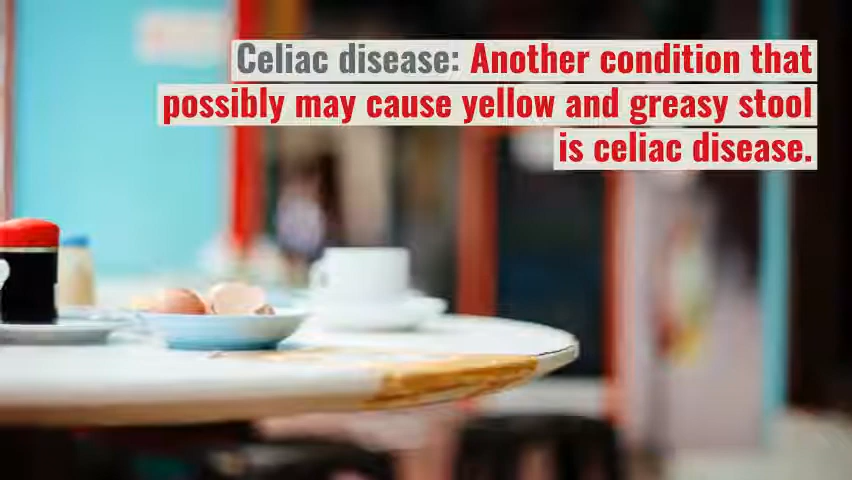 Celiac disease: Another condition that
possibly may cause yellow and greasy stool
is celiac disease.